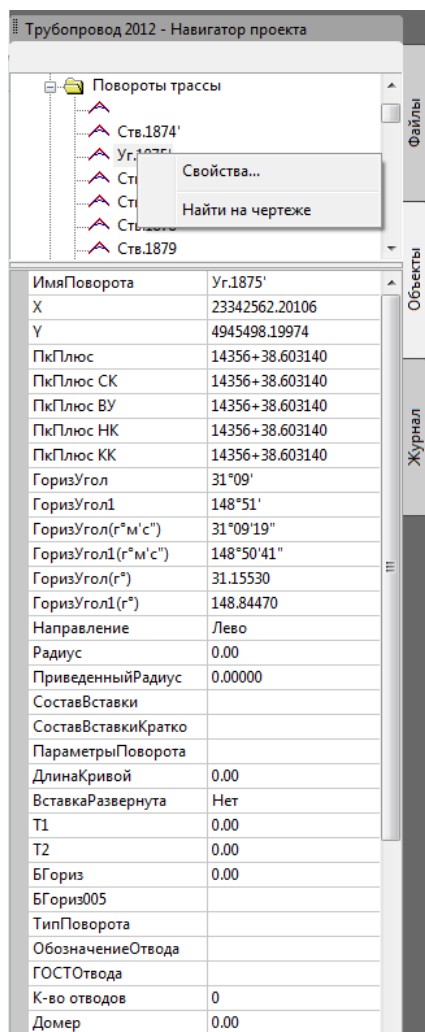 Трубопровод 2012 - Навигатор проекта
Повороты трассы
Ств.1874'
Свойства...
Найти на чертеже
Ств.1879
Файлы
Объекты
Журнал
ИмяПоворота Уг.1875'
X 23342562.20106
Y 4945498.19974
ПкПлюс 14356+38.603140
ПкПлюс СК 14356+38.603140
ПкПлюс ВУ 14356+38.603140
ПкПлюс НК 14356+38.603140
ПкПлюс КК 14356+38.603140
ГоризУгол 31°09'
ГоризУгол1 148°51'
ГоризУгол(г°м'с") 31°09'19"
ГоризУгол1(г°м'с") 148°50'41"
ГоризУгол(г°) 31.15530
ГоризУгол1(г°) 148.84470
Направление Лево
Радиус 0.00
ПриведенныйРадиус 0.00000
СоставВставки
СоставВставкиКратко
ПараметрыПоворота
ДлинаКривой 0.00
ВставкаРазвернута Нет
Т1 0.00
Т2 0.00
БГориз 0.00
БГориз005
ТипПоворота
ОбозначениеОтвода
ГОСТОтвода
К-во отводов 0
Домер 0.00